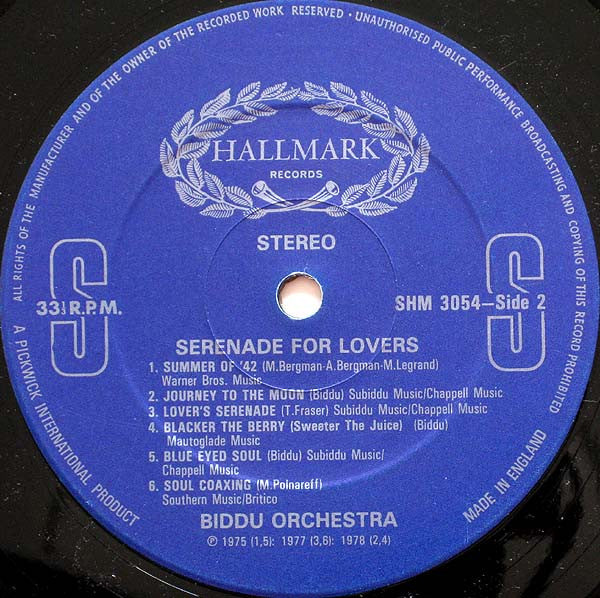 ALL RIGHTS OF THE MANUFACTURER AND OF THE OWNER OF THE RECORDED WORK RESERVED · UNAUTHORISED PUBLIC PERFORMANCE BROADCASTING AND COPYING OF THIS RECORD PROHIBITED
HALLMARK
RECORDS
STEREO
S
S
33⅓ R.P.M.
SHM 3054–Side 2
SERENADE FOR LOVERS
1. SUMMER OF '42 (M.Bergman-A.Bergman-M.Legrand)
Warner Bros. Music
2. JOURNEY TO THE MOON (Biddu) Subiddu Music/Chappell Music
3. LOVER'S SERENADE (T.Fraser) Subiddu Music/Chappell Music
4. BLACKER THE BERRY (Sweeter The Juice) (Biddu)
Mautoglade Music
5. BLUE EYED SOUL (Biddu) Subiddu Music/
Chappell Music
6. SOUL COAXING (M.Polnareff)
Southern Music/Britico
BIDDU ORCHESTRA
℗ 1975 (1,5): 1977 (3,6): 1978 (2,4)
A PICKWICK INTERNATIONAL PRODUCT
MADE IN ENGLAND